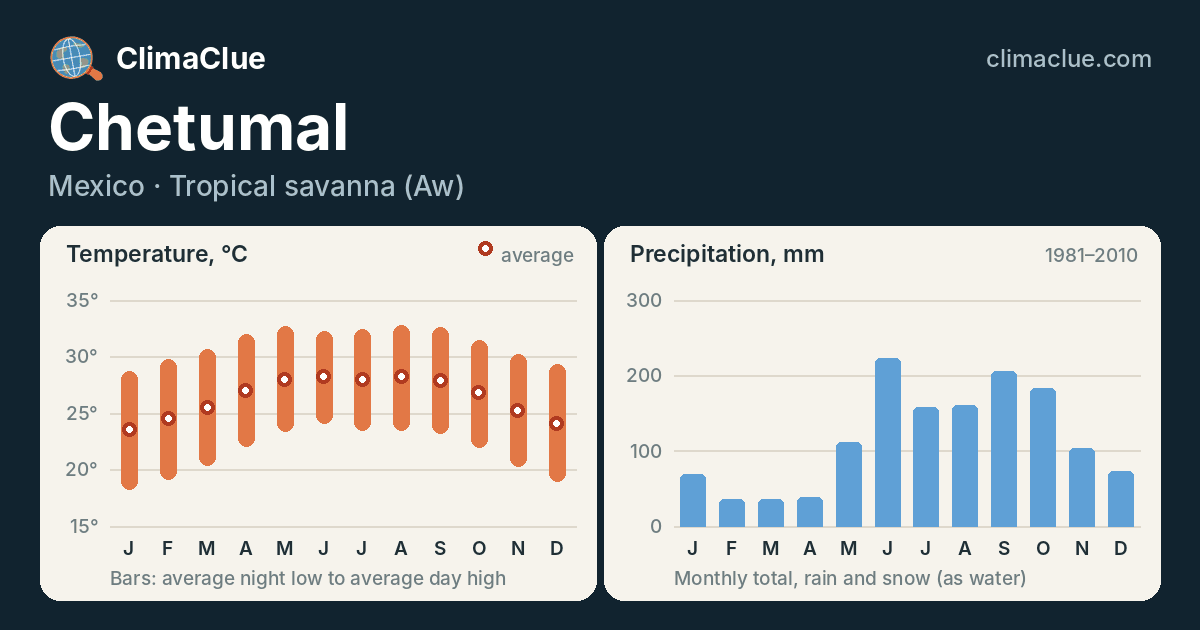 ClimaClue
climaclue.com
Chetumal
Mexico · Tropical savanna (Aw)
Temperature, °C
average
35°
30°
25°
20°
15°
J F M A M J J A S O N D
Bars: average night low to average day high
Precipitation, mm
1981–2010
300
200
100
0
J F M A M J J A S O N D
Monthly total, rain and snow (as water)